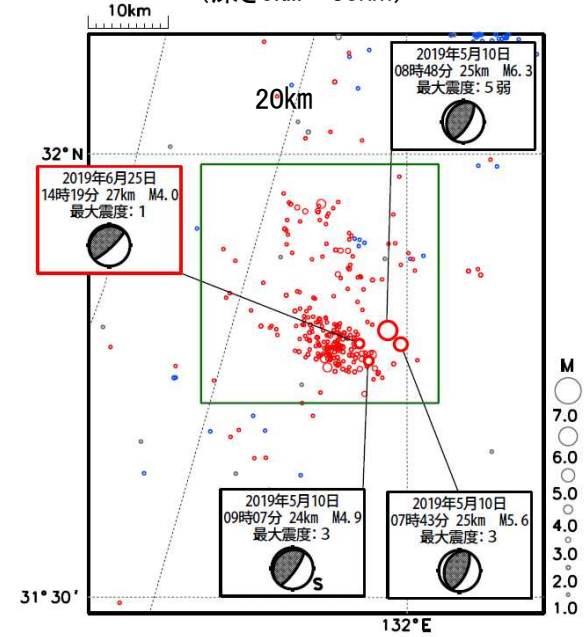 10km
20km
2019年5月10日
08時48分 25km M6.3
最大震度：5弱
32°N
2019年6月25日
14時19分 27km M4.0
最大震度：1
M
7.0
6.0
5.0
4.0
3.0
2.0
1.0
2019年5月10日
09時07分 24km M4.9
最大震度：3
S
2019年5月10日
07時43分 25km M5.6
最大震度：3
31°30'
132°E